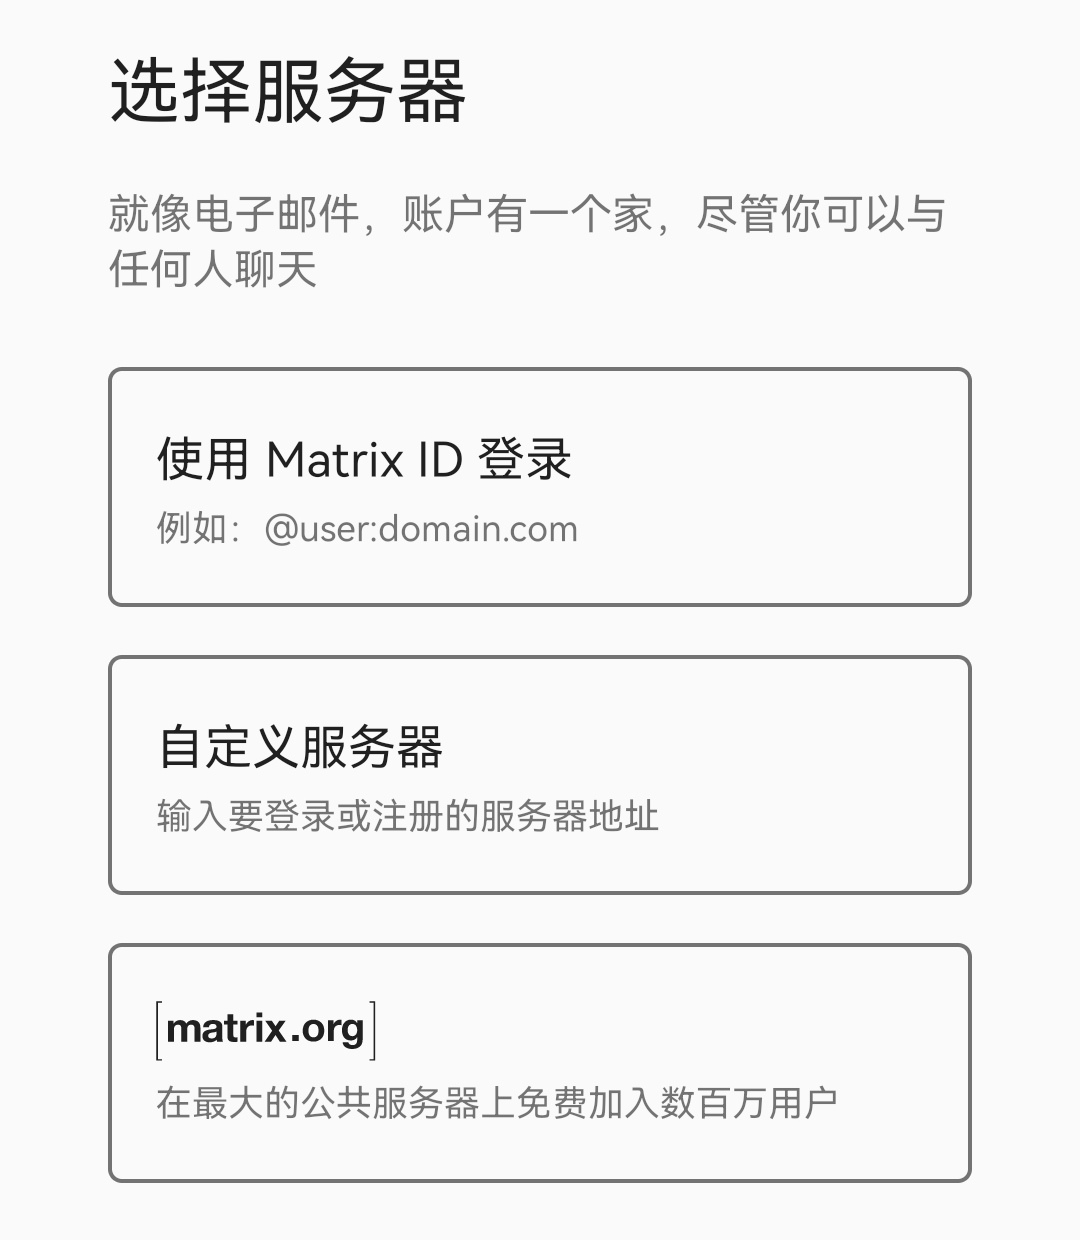 选择服务器
就像电子邮件，账户有一个家，尽管你可以与
任何人聊天
使用 Matrix ID 登录
例如：@user:domain.com
自定义服务器
输入要登录或注册的服务器地址
[matrix.org]
在最大的公共服务器上免费加入数百万用户